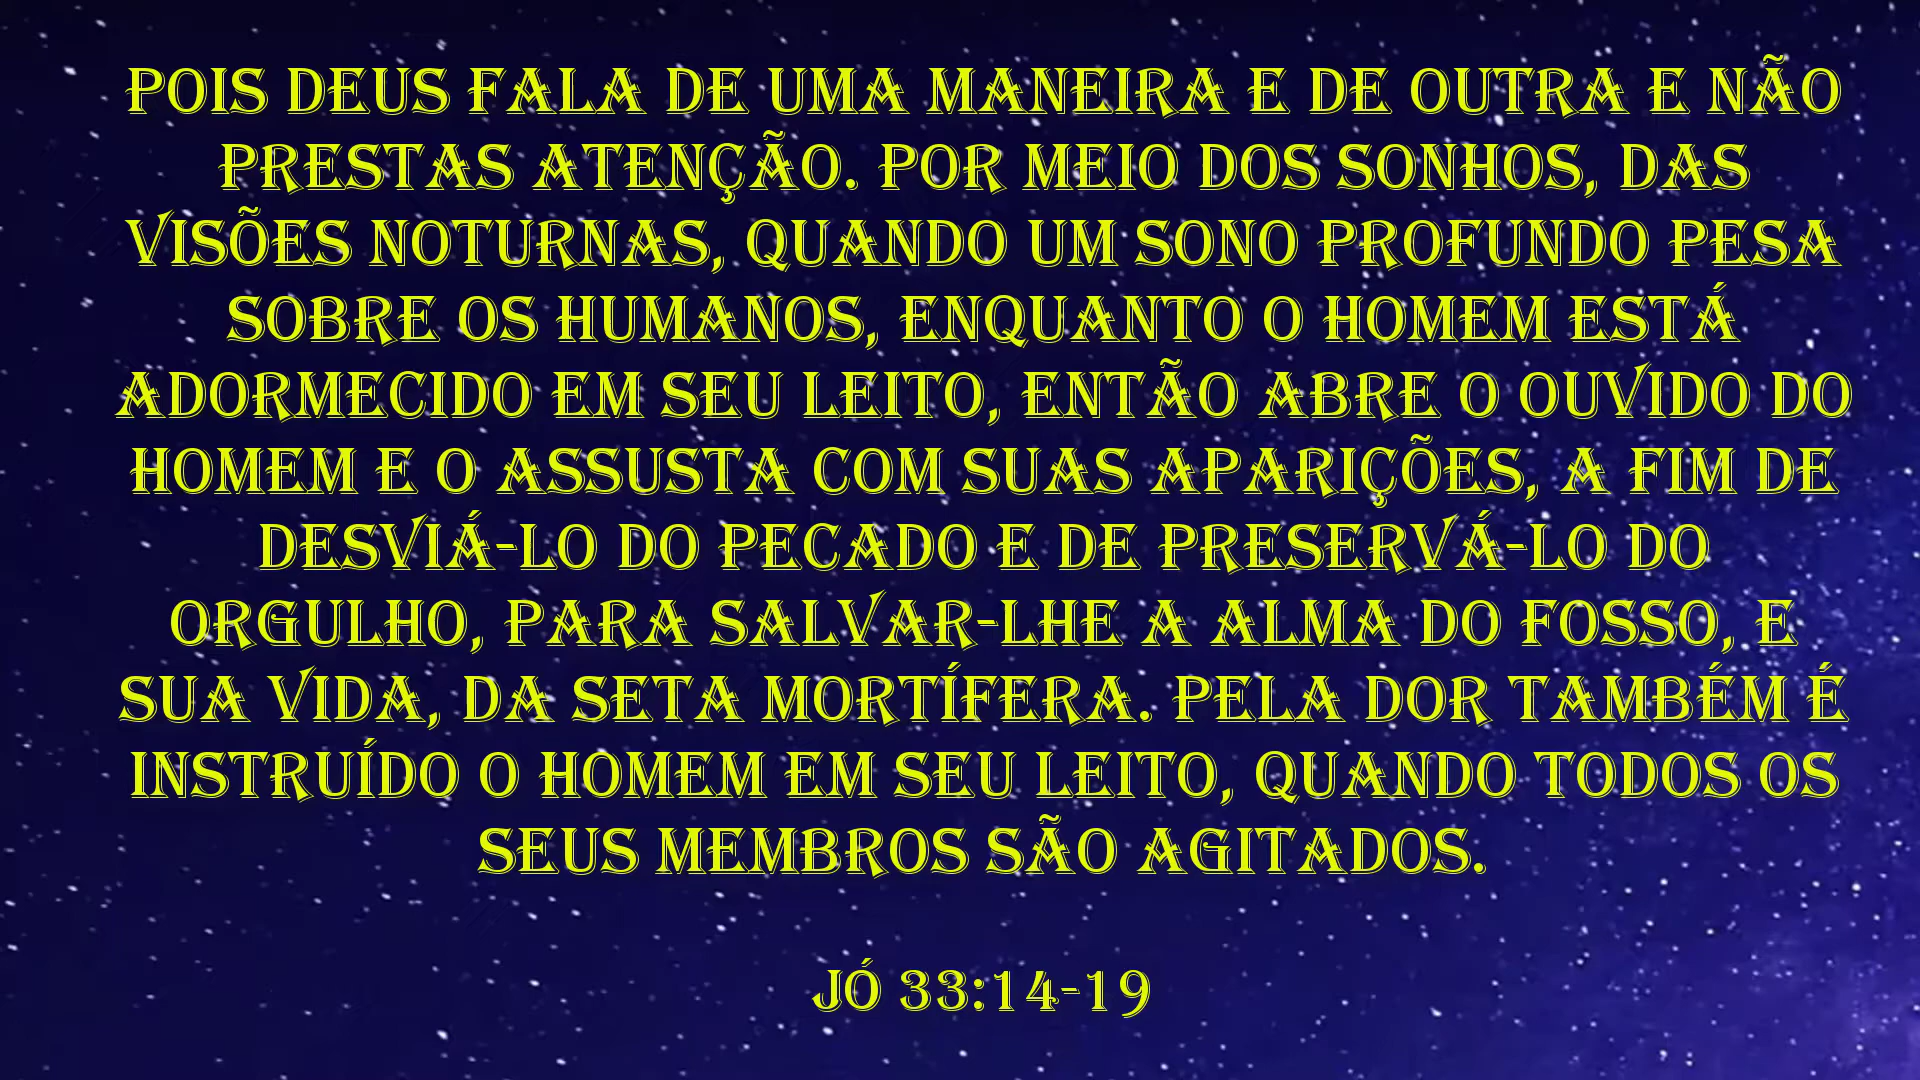 POIS DEUS FALA DE UMA MANEIRA E DE OUTRA E NÃO
PRESTAS ATENÇÃO. POR MEIO DOS SONHOS, DAS
VISÕES NOTURNAS, QUANDO UM SONO PROFUNDO PESA
SOBRE OS HUMANOS, ENQUANTO O HOMEM ESTÁ
ADORMECIDO EM SEU LEITO, ENTÃO ABRE O OUVIDO DO
HOMEM E O ASSUSTA COM SUAS APARIÇÕES, A FIM DE
DESVIÁ-LO DO PECADO E DE PRESERVÁ-LO DO
ORGULHO, PARA SALVAR-LHE A ALMA DO FOSSO, E
SUA VIDA, DA SETA MORTÍFERA. PELA DOR TAMBÉM É
INSTRUÍDO O HOMEM EM SEU LEITO, QUANDO TODOS OS
SEUS MEMBROS SÃO AGITADOS.
JÓ 33:14-19